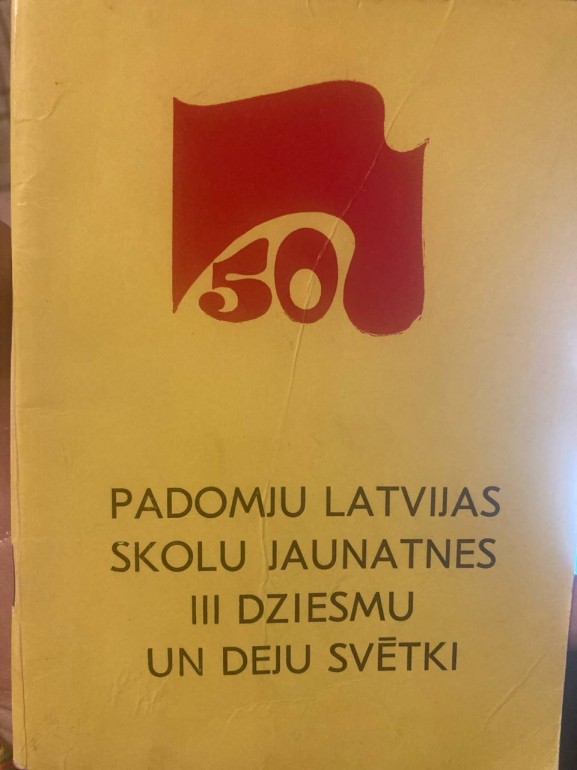 50
PADOMJU LATVIJAS
SKOLU JAUNATNES
III DZIESMU
UN DEJU SVĒTKI